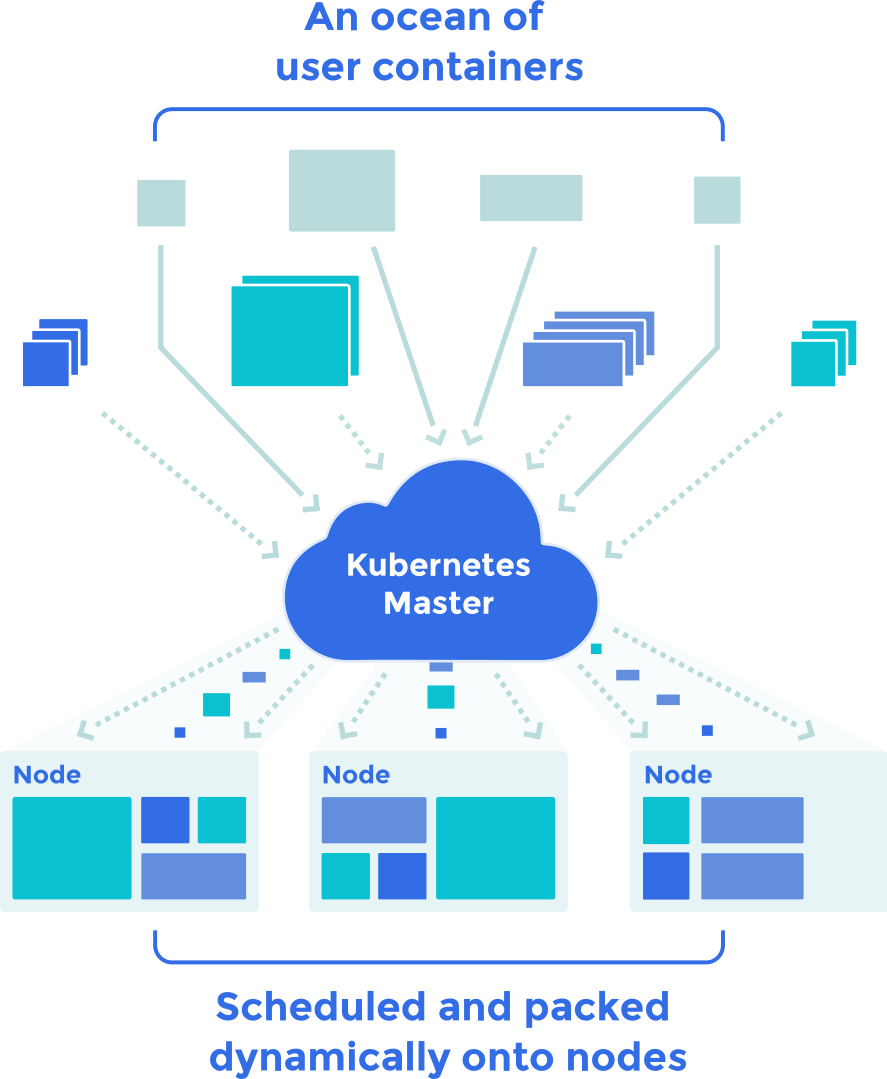 An ocean of
user containers
Kubernetes
Master
Node
Node
Node
Scheduled and packed
dynamically onto nodes